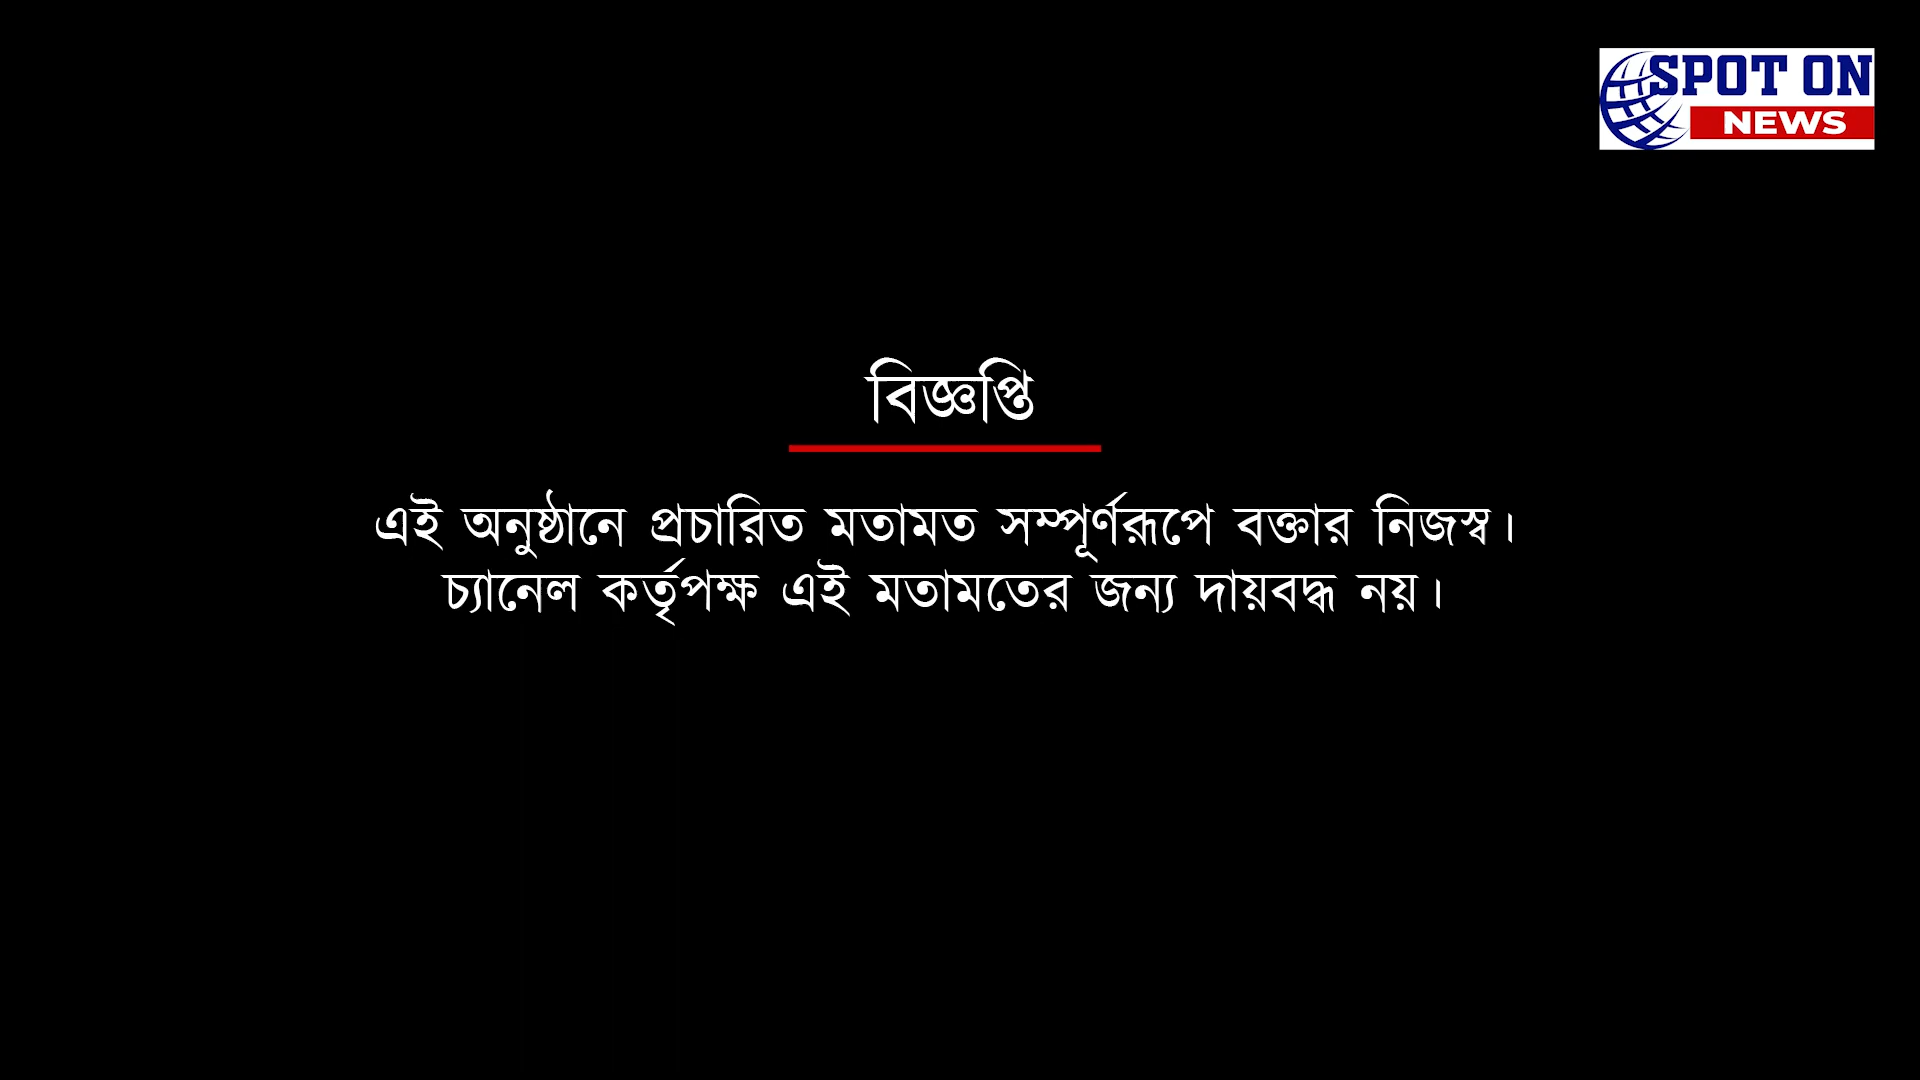 SPOT ON
NEWS
বিজ্ঞপ্তি
এই অনুষ্ঠানে প্রচারিত মতামত সম্পূর্ণরূপে বক্তার নিজস্ব।
চ্যানেল কর্তৃপক্ষ এই মতামতের জন্য দায়বদ্ধ নয়।